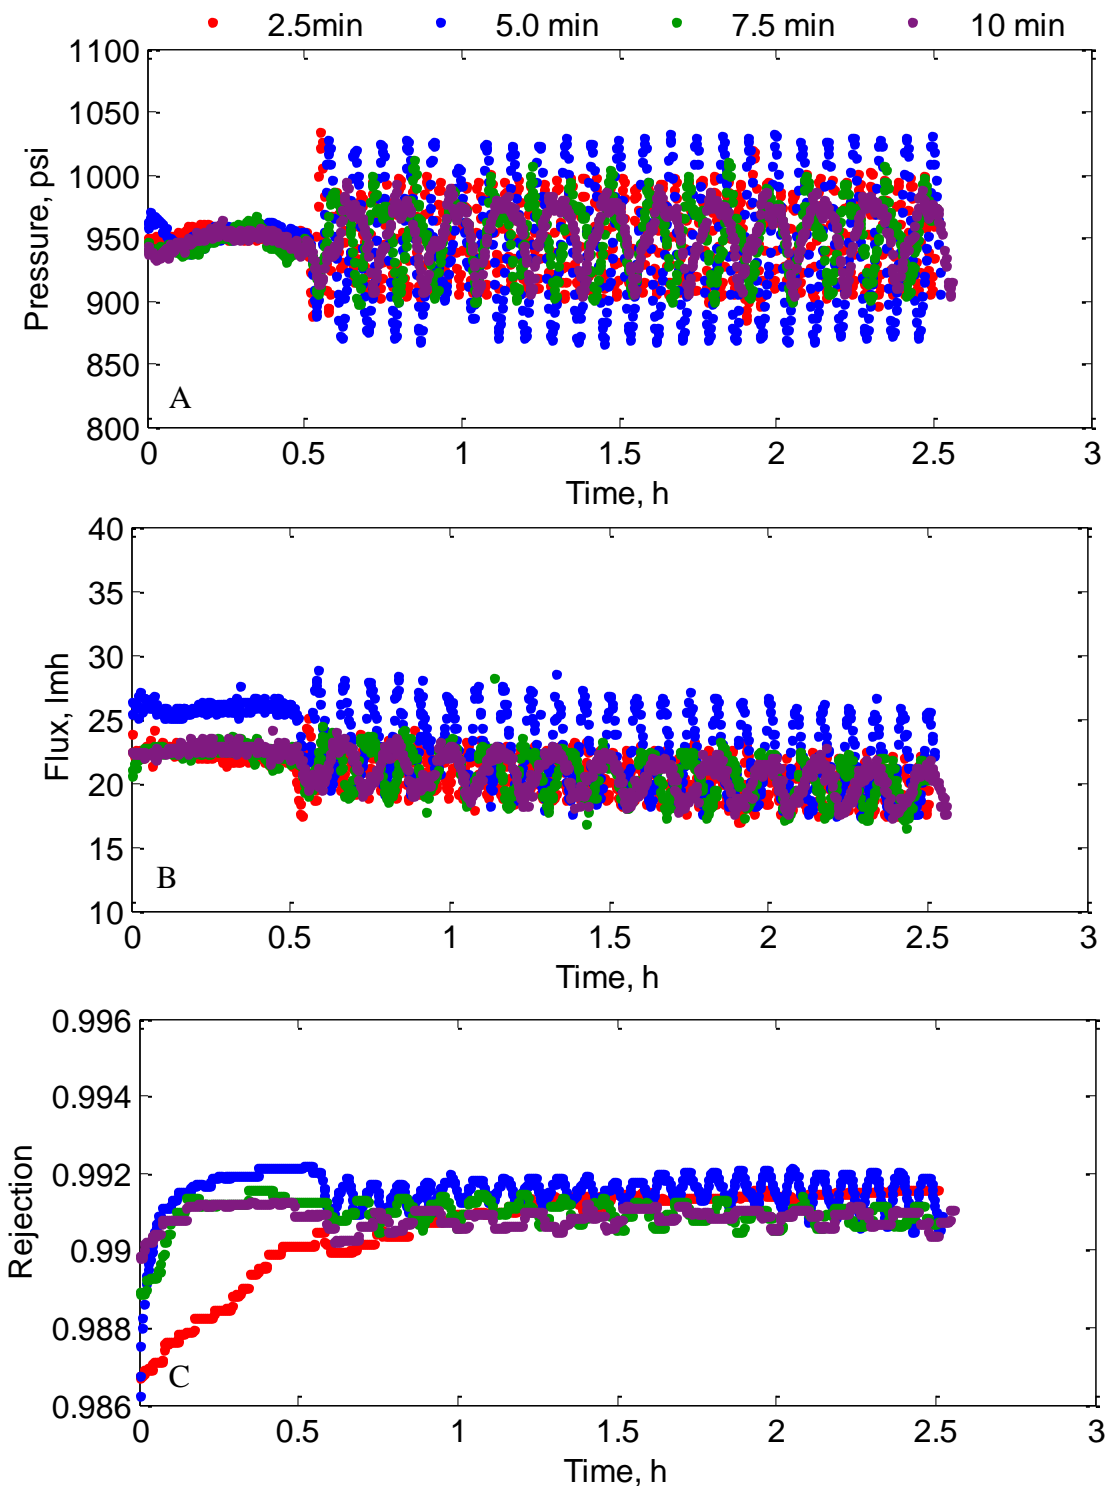 2.5min 5.0 min 7.5 min 10 min
1100
1050
1000
950
900
850
800
Pressure, psi
A
0 0.5 1 1.5 2 2.5 3
Time, h
40
35
30
25
20
15
10
Flux, lmh
B
0 0.5 1 1.5 2 2.5 3
Time, h
0.996
0.994
0.992
0.99
0.988
0.986
Rejection
C
0 0.5 1 1.5 2 2.5 3
Time, h